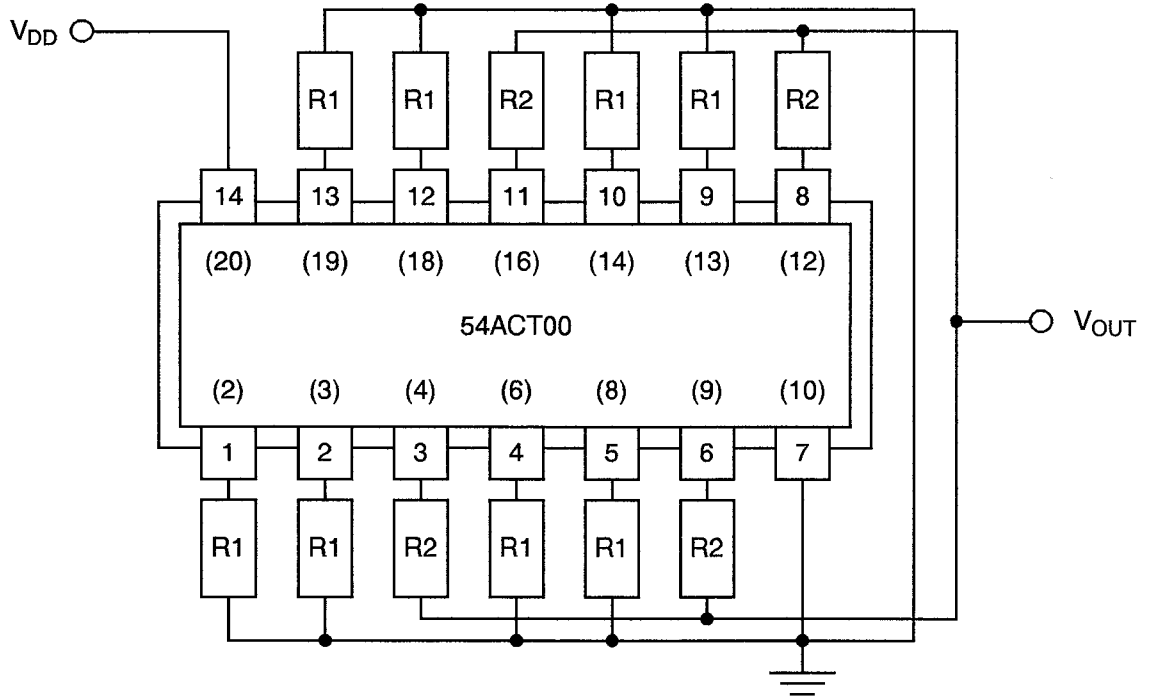 V_DD
R1 R1 R2 R1 R1 R2
14 13 12 11 10 9 8
(20) (19) (18) (16) (14) (13) (12)
54ACT00
V_OUT
(2) (3) (4) (6) (8) (9) (10)
1 2 3 4 5 6 7
R1 R1 R2 R1 R1 R2